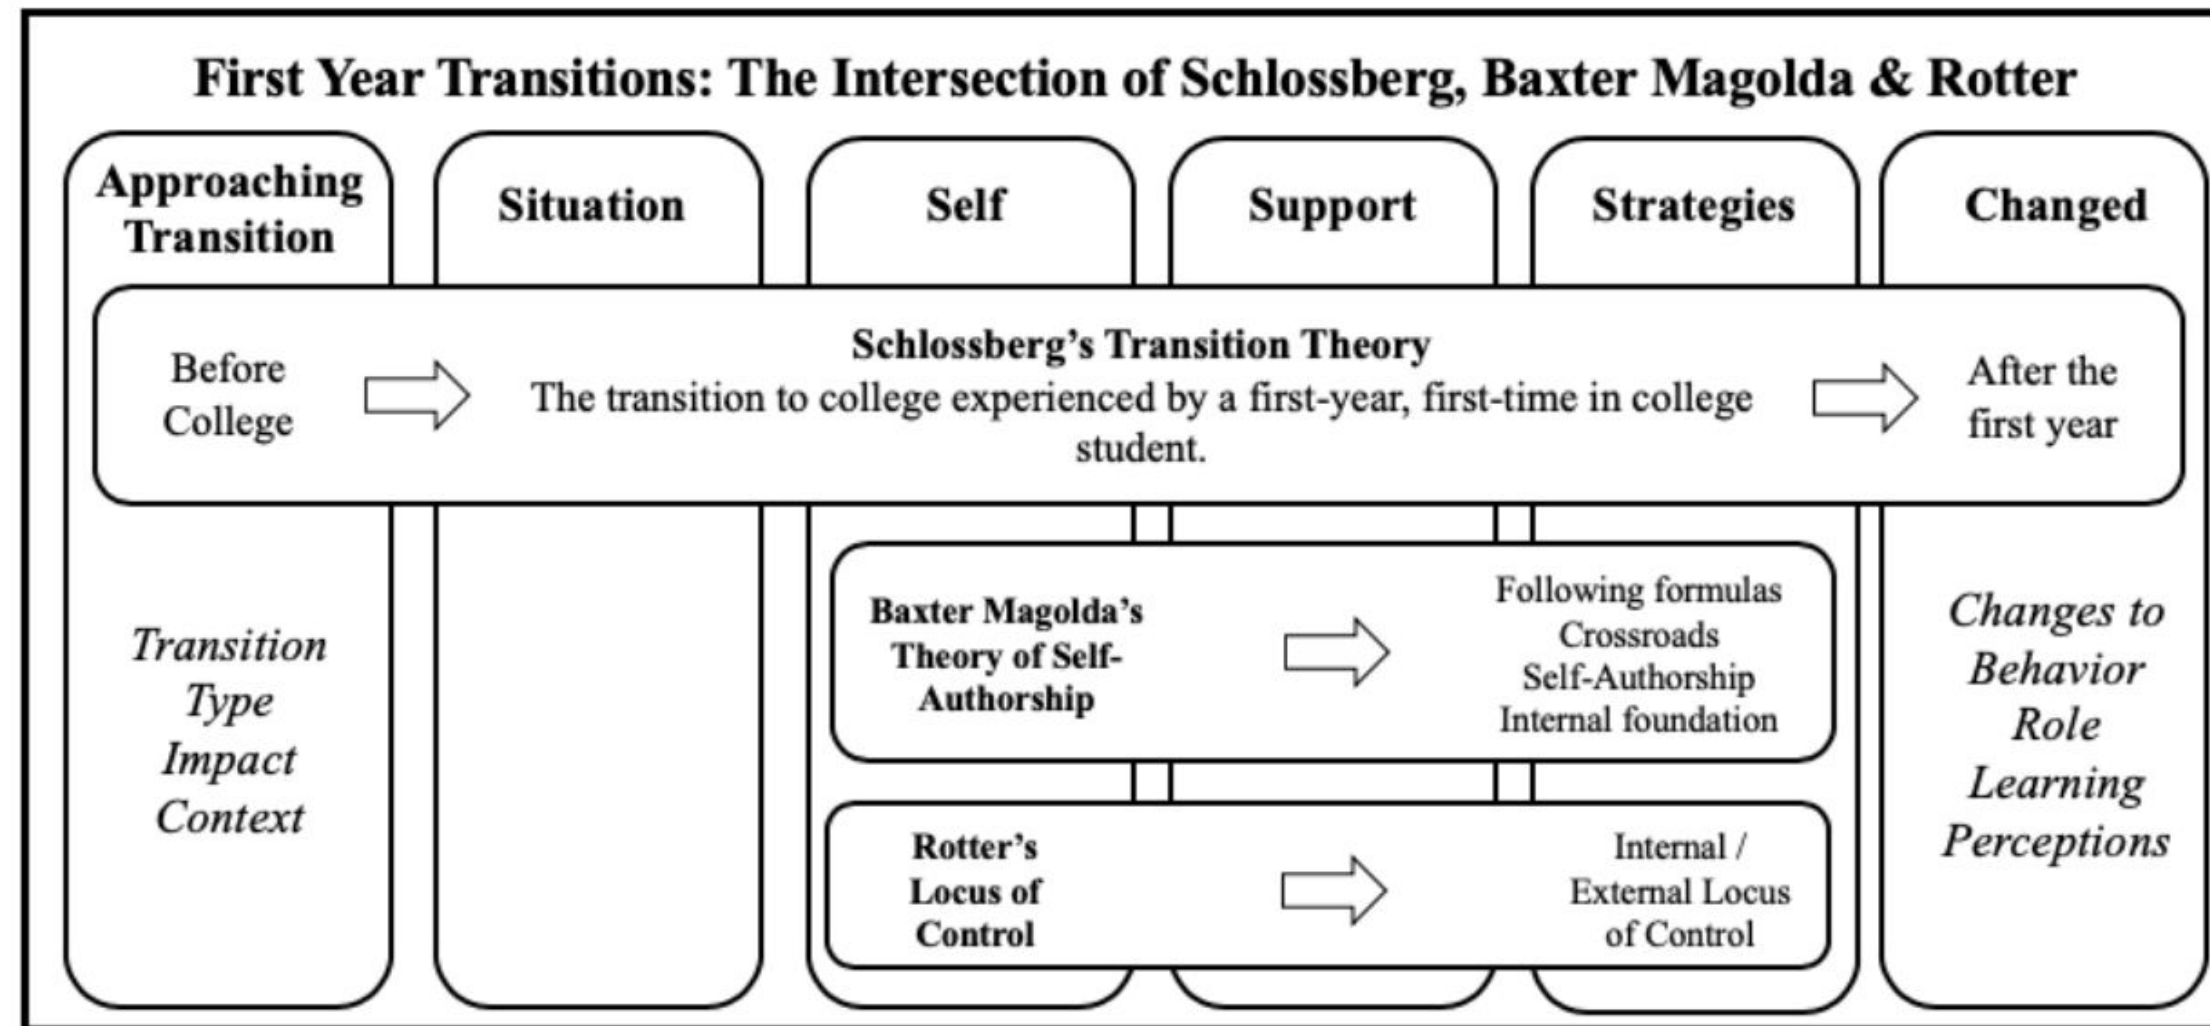 First Year Transitions: The Intersection of Schlossberg, Baxter Magolda & Rotter
Approaching
Transition
Situation
Self
Support
Strategies
Changed
Before
College
Schlossberg’s Transition Theory
The transition to college experienced by a first-year, first-time in college
student.
After the
first year
Transition
Type
Impact
Context
Baxter Magolda’s
Theory of Self-
Authorship
Following formulas
Crossroads
Self-Authorship
Internal foundation
Rotter’s
Locus of
Control
Internal /
External Locus
of Control
Changes to
Behavior
Role
Learning
Perceptions